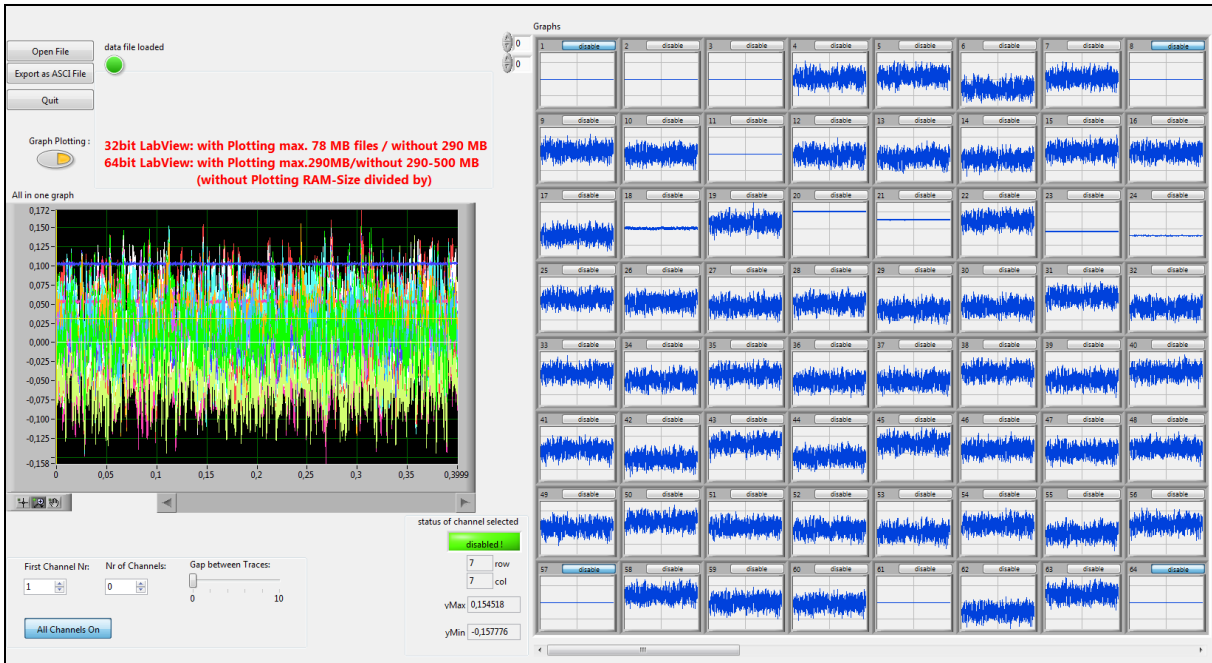 Open File
data file loaded
Export as ASCI File
Quit
Graph Plotting :
32bit LabView: with Plotting max. 78 MB files / without 290 MB
64bit LabView: with Plotting max.290MB/without 290-500 MB
(without Plotting RAM-Size divided by)
All in one graph
0,172
0,150
0,125
0,100
0,075
0,050
0,025
0,000
-0,025
-0,050
-0,075
-0,100
-0,125
-0,158
0 0,05 0,1 0,15 0,2 0,25 0,3 0,35 0,3999
First Channel Nr:
1
Nr of Channels:
0
Gap between Traces:
0 10
All Channels On
status of channel selected
disabled !
7 row
7 col
yMax 0,154518
yMin -0,157776
0
0
Graphs
1 disable 2 disable 3 disable 4 disable 5 disable 6 disable 7 disable 8 disable
9 disable 10 disable 11 disable 12 disable 13 disable 14 disable 15 disable 16 disable
17 disable 18 disable 19 disable 20 disable 21 disable 22 disable 23 disable 24 disable
25 disable 26 disable 27 disable 28 disable 29 disable 30 disable 31 disable 32 disable
33 disable 34 disable 35 disable 36 disable 37 disable 38 disable 39 disable 40 disable
41 disable 42 disable 43 disable 44 disable 45 disable 46 disable 47 disable 48 disable
49 disable 50 disable 51 disable 52 disable 53 disable 54 disable 55 disable 56 disable
57 disable 58 disable 59 disable 60 disable 61 disable 62 disable 63 disable 64 disable